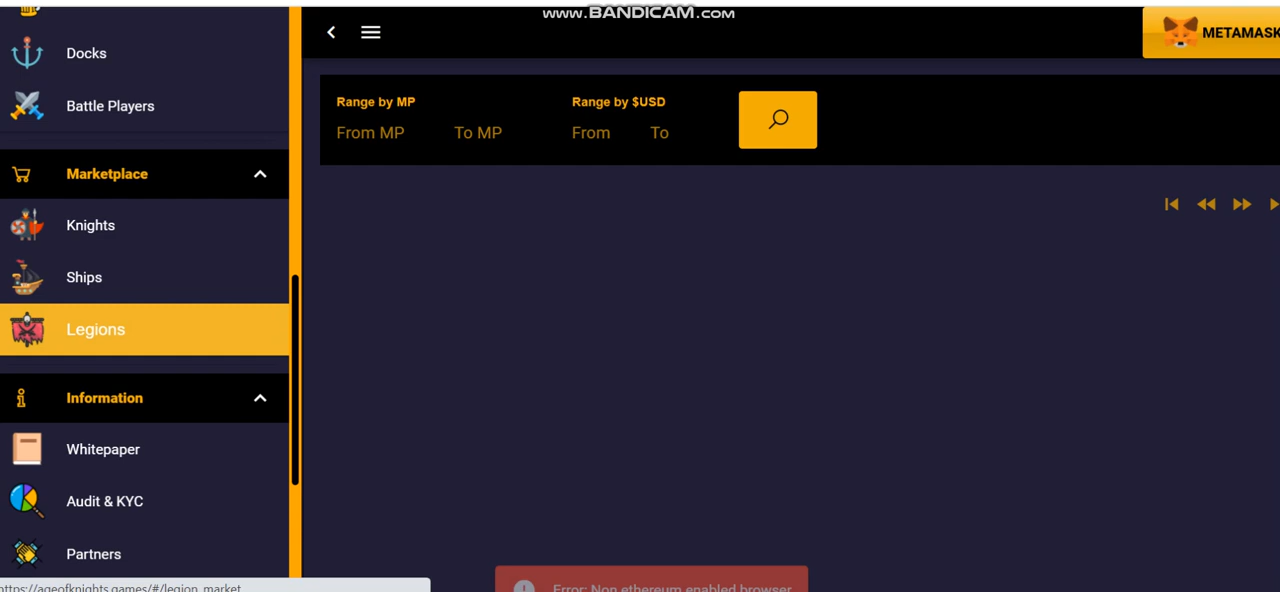 www.BANDICAM.com
METAMASK
Docks
Battle Players
Marketplace
Knights
Ships
Legions
Information
Whitepaper
Audit & KYC
Partners
Range by MP
From MP
To MP
Range by $USD
From
To
Error: Non ethereum enabled browser
https://ageofknights.games/#/legion_market